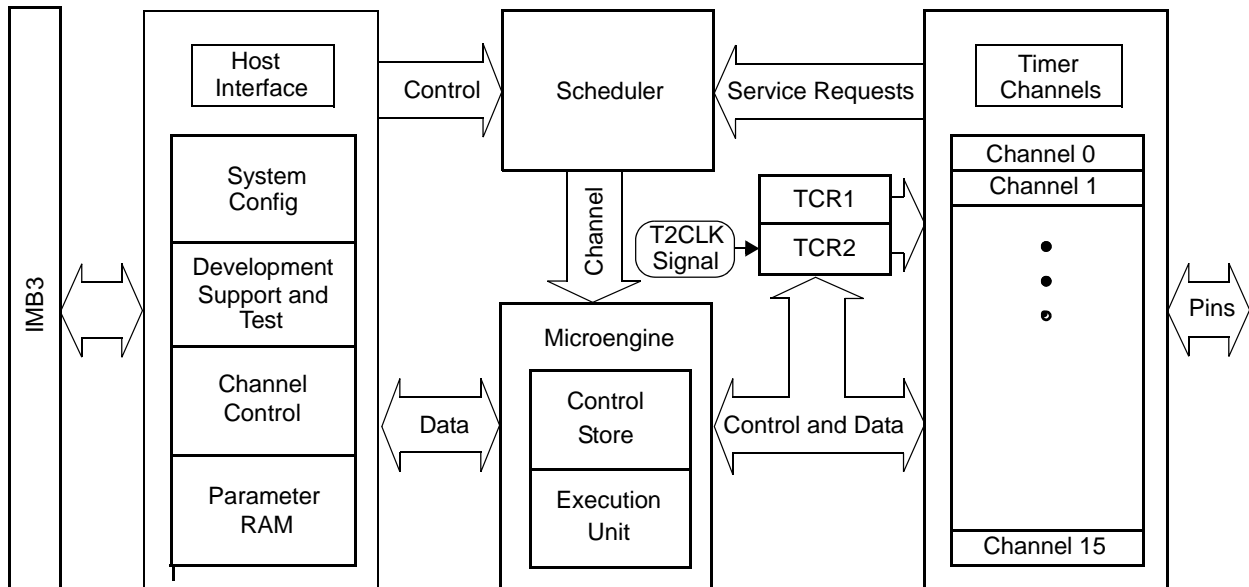 IMB3
Host
Interface
System
Config
Development
Support and
Test
Channel
Control
Parameter
RAM
Control
Data
Scheduler
Channel
Microengine
Control
Store
Execution
Unit
Service Requests
TCR1
TCR2
T2CLK
Signal
Control and Data
Timer
Channels
Channel 0
Channel 1
Channel 15
Pins